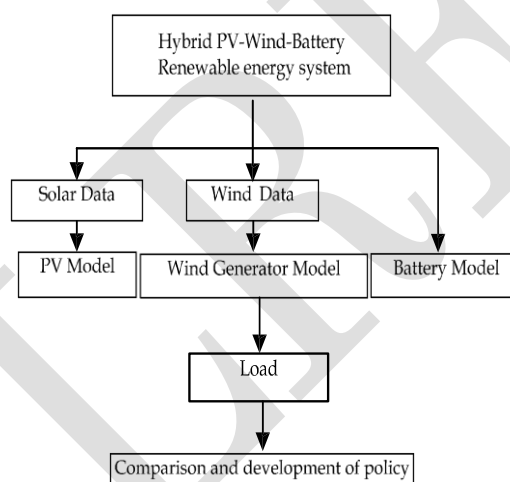 Hybrid PV-Wind-Battery
Renewable energy system
Solar Data
Wind Data
PV Model
Wind Generator Model
Battery Model
Load
Comparison and development of policy